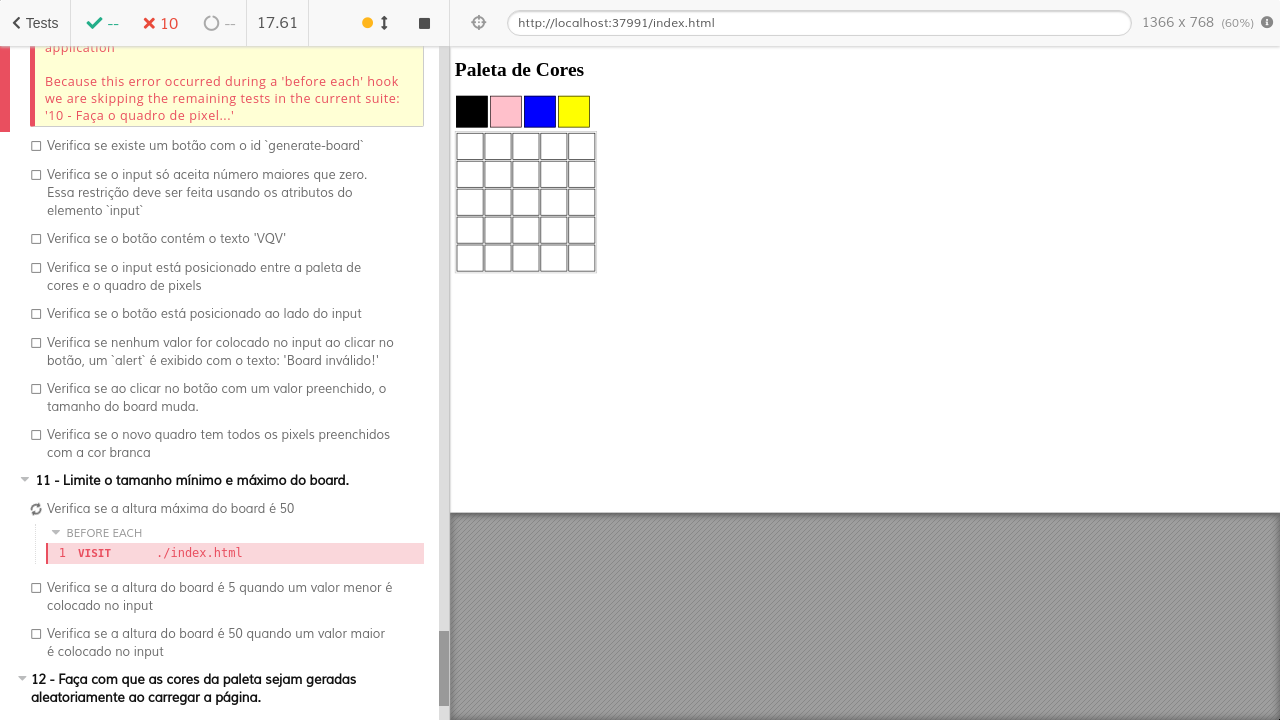 Tests
--
10
--
17.61
http://localhost:37991/index.html
1366 x 768 (60%)
application
Because this error occurred during a 'before each' hook
we are skipping the remaining tests in the current suite:
'10 - Faça o quadro de pixel...'
Verifica se existe um botão com o id `generate-board`
Verifica se o input só aceita número maiores que zero.
Essa restrição deve ser feita usando os atributos do
elemento `input`
Verifica se o botão contém o texto 'VQV'
Verifica se o input está posicionado entre a paleta de
cores e o quadro de pixels
Verifica se o botão está posicionado ao lado do input
Verifica se nenhum valor for colocado no input ao clicar no
botão, um `alert` é exibido com o texto: 'Board inválido!'
Verifica se ao clicar no botão com um valor preenchido, o
tamanho do board muda.
Verifica se o novo quadro tem todos os pixels preenchidos
com a cor branca
11 - Limite o tamanho mínimo e máximo do board.
Verifica se a altura máxima do board é 50
BEFORE EACH
1 VISIT ./index.html
Verifica se a altura do board é 5 quando um valor menor é
colocado no input
Verifica se a altura do board é 50 quando um valor maior
é colocado no input
12 - Faça com que as cores da paleta sejam geradas
aleatoriamente ao carregar a página.
Paleta de Cores